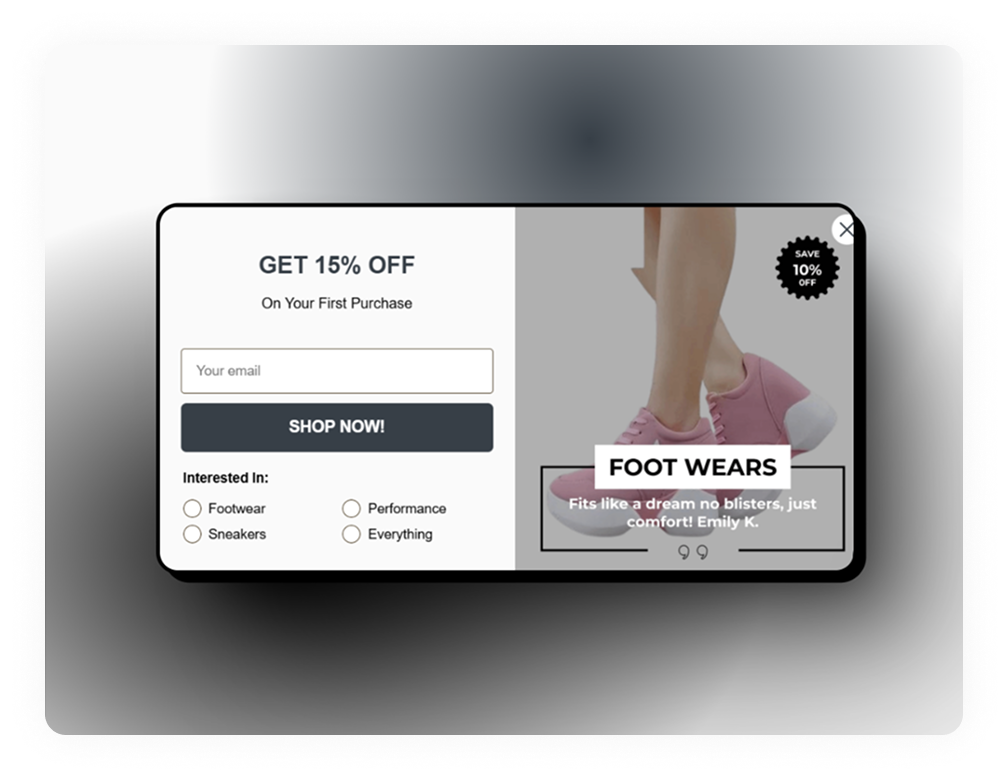 GET 15% OFF
On Your First Purchase
Your email
SHOP NOW!
Interested In:
Footwear
Performance
Sneakers
Everything
SAVE
10%
OFF
FOOT WEARS
Fits like a dream no blisters, just
comfort! Emily K.